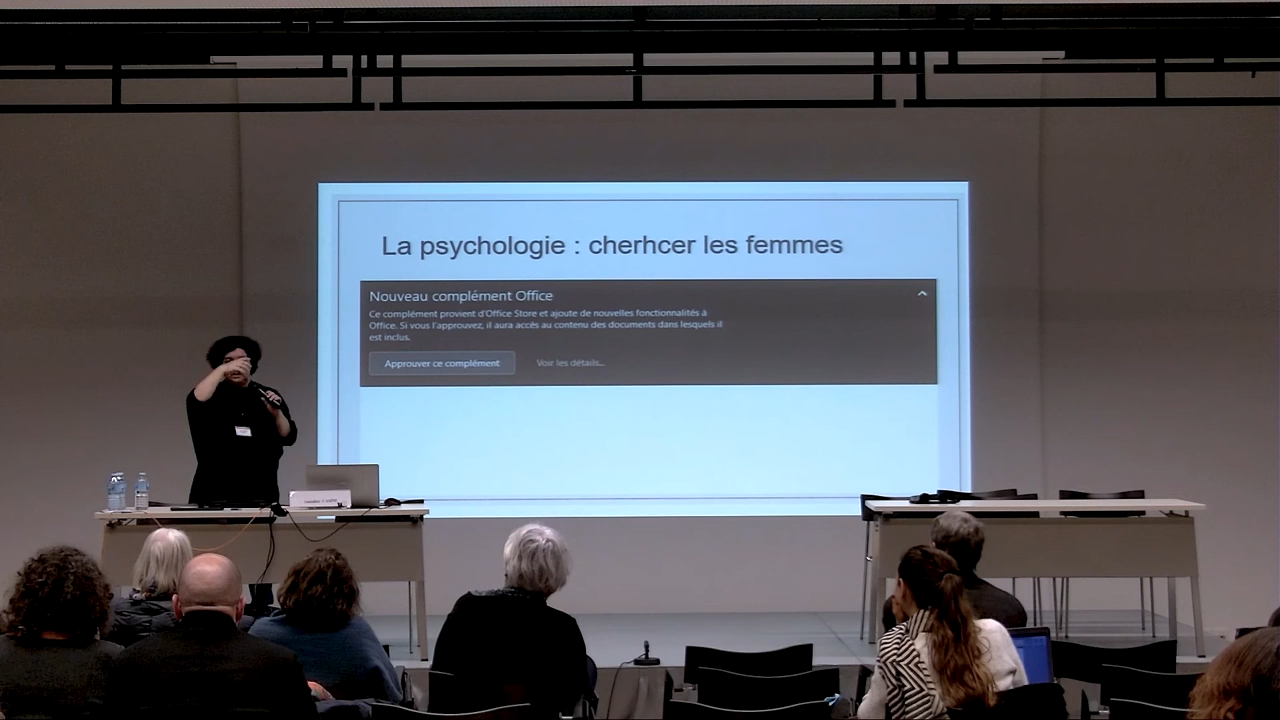 La psychologie : cherhcer les femmes
Nouveau complément Office
Ce complément provient d'Office Store et ajoute de nouvelles fonctionnalités à
Office. Si vous l'approuvez, il aura accès au contenu des documents dans lesquels il
est inclus.
Approuver ce complément
Voir les détails...